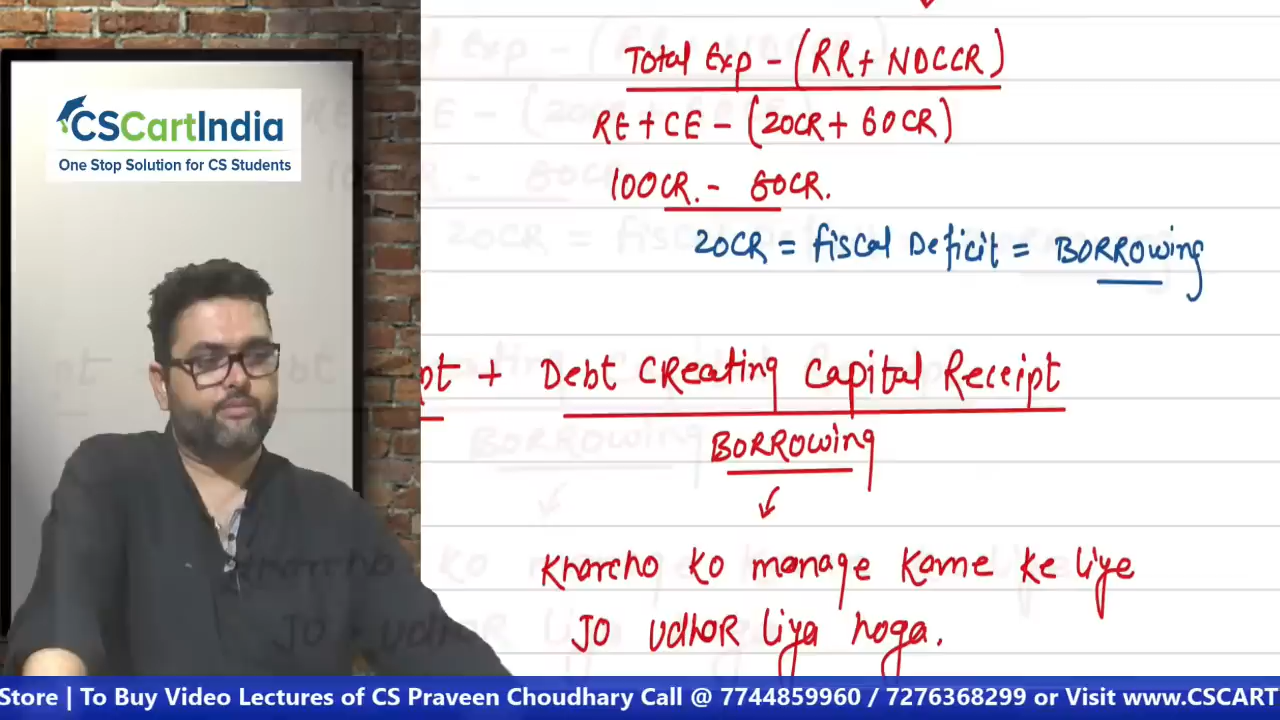 CSCartIndia
One Stop Solution for CS Students
Total Exp - (RR + NDCCR)
RE + CE - (20CR + 60CR)
100CR. - 80CR.
20CR = fiscal Deficit = BORROwing
+ Debt CReating Capital Receipt
BORROwing
Kharcho ko manage Karne ke liye
JO UdhaR liya hoga.
Store | To Buy Video Lectures of CS Praveen Choudhary Call @ 7744859960 / 7276368299 or Visit www.CSCART